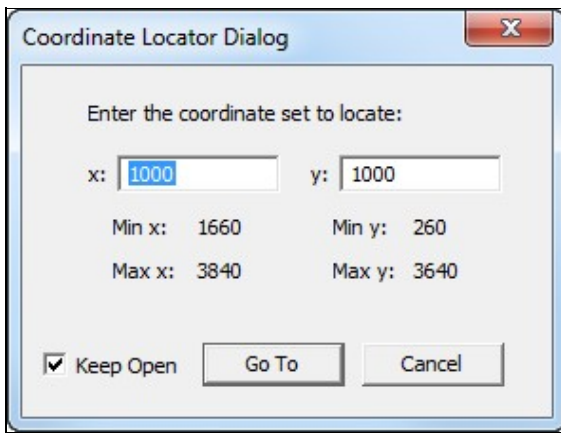 Coordinate Locator Dialog
Enter the coordinate set to locate:
x: 1000 y: 1000
Min x: 1660 Min y: 260
Max x: 3840 Max y: 3640
Keep Open Go To Cancel